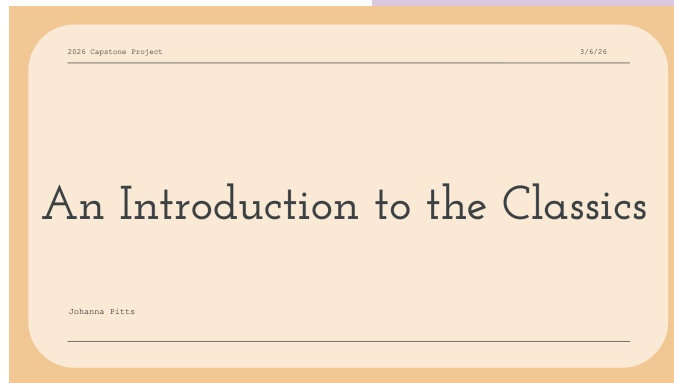 2026 Capstone Project
3/6/26
An Introduction to the Classics
Johanna Pitts